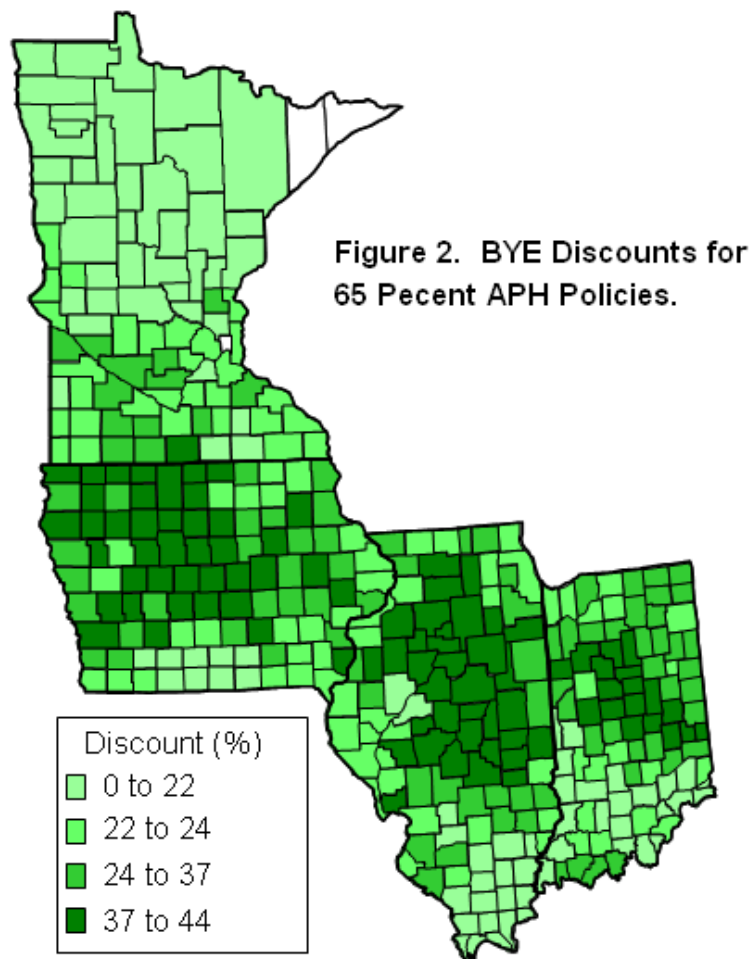 Figure 2. BYE Discounts for
65 Pecent APH Policies.
Discount (%)
0 to 22
22 to 24
24 to 37
37 to 44